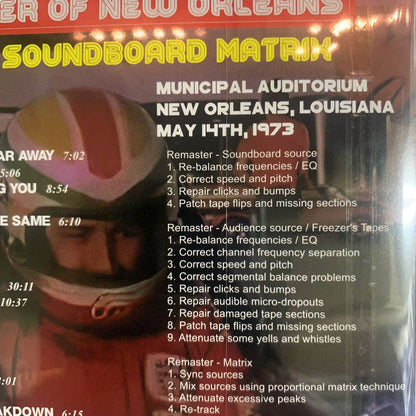 ER OF NEW ORLEANS
SOUNDBOARD MATRIX
MUNICIPAL AUDITORIUM
NEW ORLEANS, LOUISIANA
MAY 14TH, 1973
AR AWAY 7:02
5:06
G YOU 8:54
E SAME 6:10
30:11
10:37
:01
AKDOWN 6:15
Remaster - Soundboard source
1. Re-balance frequencies / EQ
2. Correct speed and pitch
3. Repair clicks and bumps
4. Patch tape flips and missing sections
Remaster - Audience source / Freezer's Tapes
1. Re-balance frequencies / EQ
2. Correct channel frequency separation
3. Correct speed and pitch
4. Correct segmental balance problems
5. Repair clicks and bumps
6. Repair audible micro-dropouts
7. Repair damaged tape sections
8. Patch tape flips and missing sections
9. Attenuate some yells and whistles
Remaster - Matrix
1. Sync sources
2. Mix sources using proportional matrix technique
3. Attenuate excessive peaks
4. Re-track